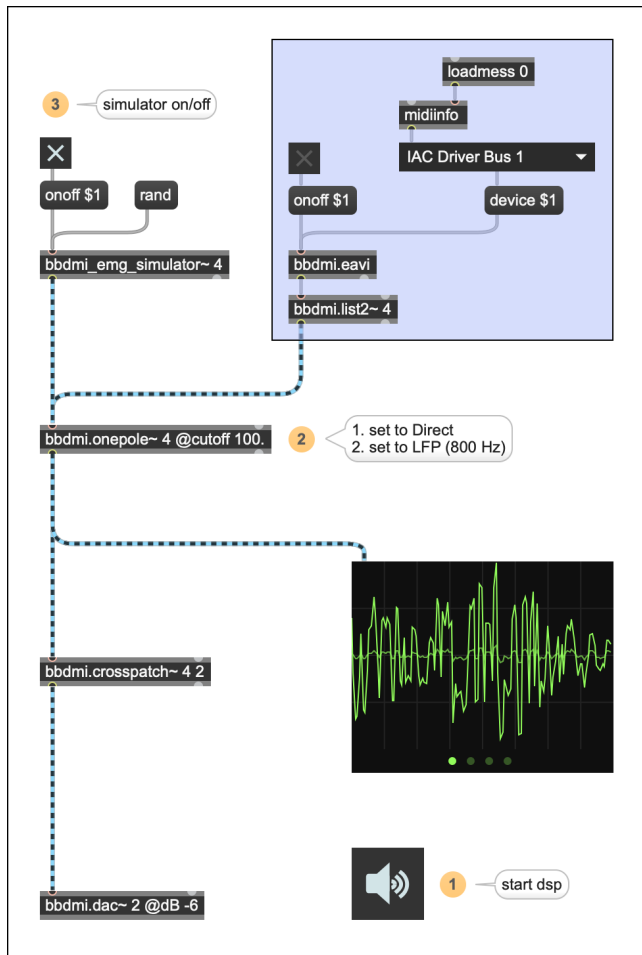 loadmess 0
3
simulator on/off
midiinfo
IAC Driver Bus 1
onoff $1
rand
onoff $1
device $1
bbdmi_emg_simulator~ 4
bbdmi.eavi
bbdmi.list2~ 4
bbdmi.onepole~ 4 @cutoff 100.
2
1. set to Direct
2. set to LFP (800 Hz)
bbdmi.crosspatch~ 4 2
1
start dsp
bbdmi.dac~ 2 @dB -6